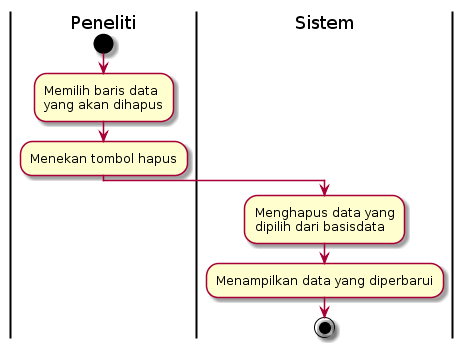 Peneliti
Sistem
Memilih baris data
yang akan dihapus
Menekan tombol hapus
Menghapus data yang
dipilih dari basisdata
Menampilkan data yang diperbarui